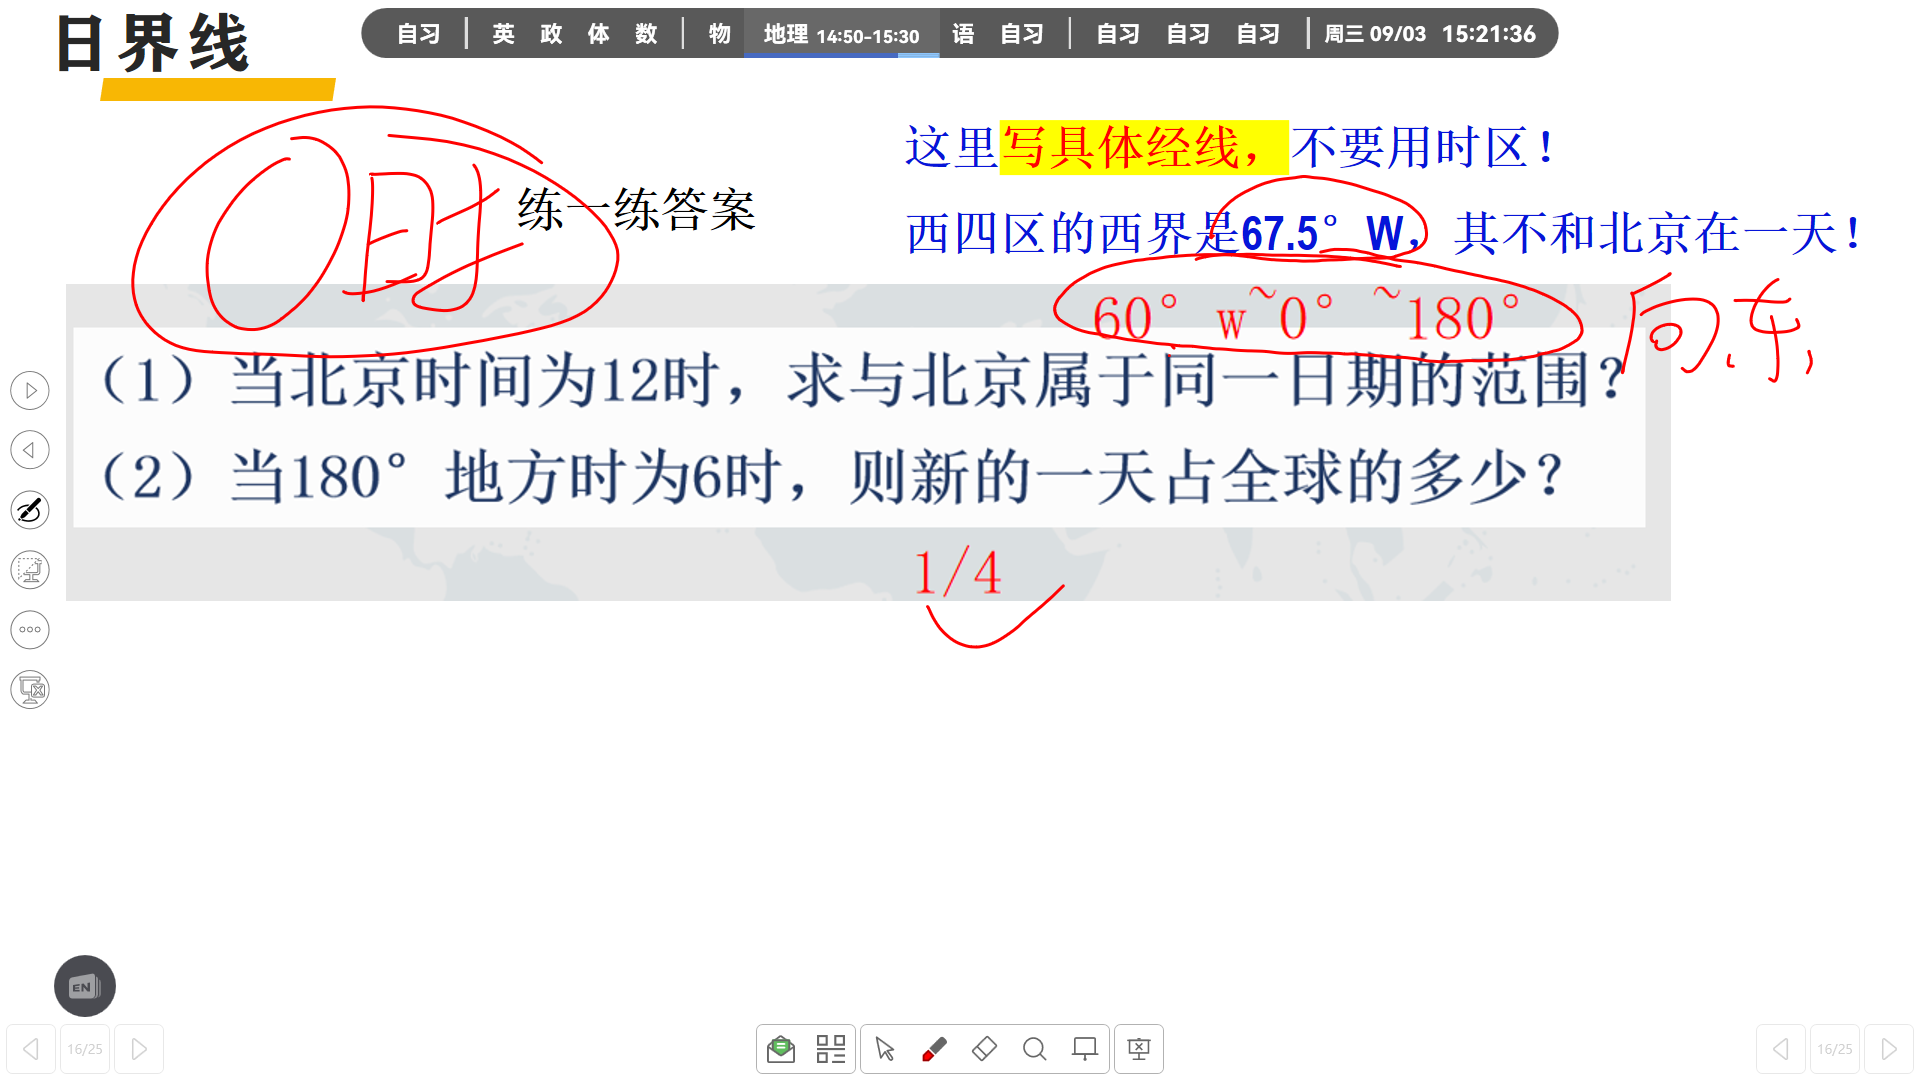 日界线
自习 英 政 体 数 物 地理 14:50-15:30 语 自习 自习 自习 自习 周三 09/03 15:21:36
这里写具体经线，不要用时区！
0时
练一练答案
西四区的西界是67.5° W，其不和北京在一天！
60° w~0° ~180°
向东
（1）当北京时间为12时，求与北京属于同一日期的范围？
（2）当180°地方时为6时，则新的一天占全球的多少？
1/4
EN
16/25
16/25